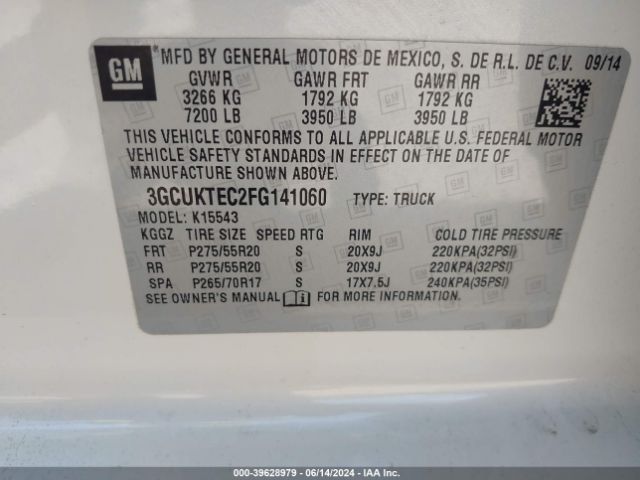 GM MFD BY GENERAL MOTORS DE MEXICO, S. DE R.L. DE C.V. 09/14
GVWR GAWR FRT GAWR RR
3266 KG 1792 KG 1792 KG
7200 LB 3950 LB 3950 LB
THIS VEHICLE CONFORMS TO ALL APPLICABLE U.S. FEDERAL MOTOR
VEHICLE SAFETY STANDARDS IN EFFECT ON THE DATE OF
MANUFACTURE SHOWN ABOVE.
3GCUKTEC2FG141060 TYPE: TRUCK
MODEL: K15543
KGGZ TIRE SIZE SPEED RTG RIM COLD TIRE PRESSURE
FRT P275/55R20 S 20X9J 220KPA(32PSI)
RR P275/55R20 S 20X9J 220KPA(32PSI)
SPA P265/70R17 S 17X7.5J 240KPA(35PSI)
SEE OWNER'S MANUAL i FOR MORE INFORMATION.
000-39628979 - 06/14/2024 - IAA Inc.